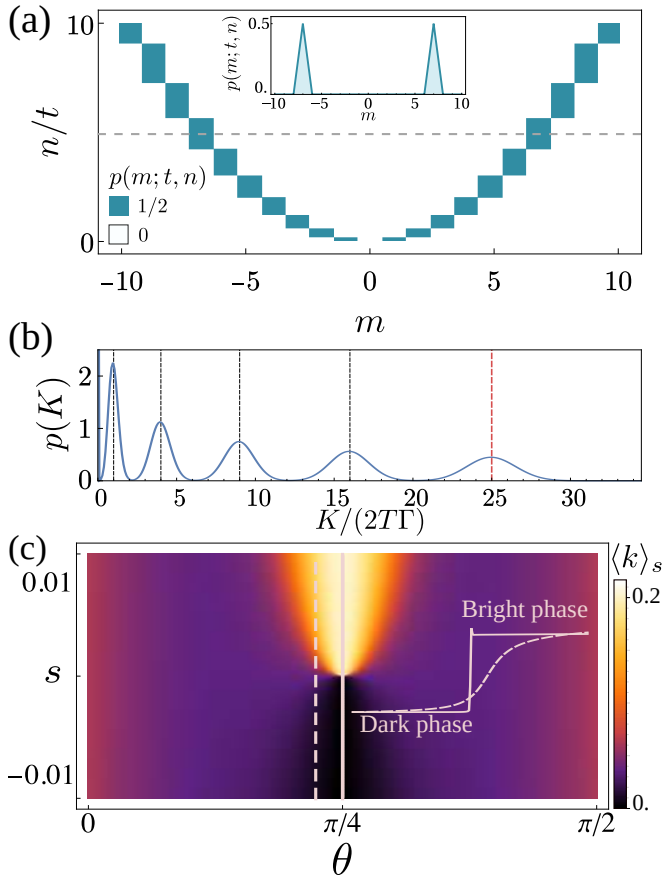 (a)
10
n/t
0
p(m; t, n)
1/2
0
0.5
p(m; t, n)
0.
−10 −5 0 5 10
m
−10 −5 0 5 10
m
(b)
2
p(K)
1
0
0 5 10 15 20 25 30
K/(2TΓ)
(c)
⟨k⟩ₛ
0.01
s
−0.01
Bright phase
Dark phase
0.2
0.
0 π/4 π/2
θ